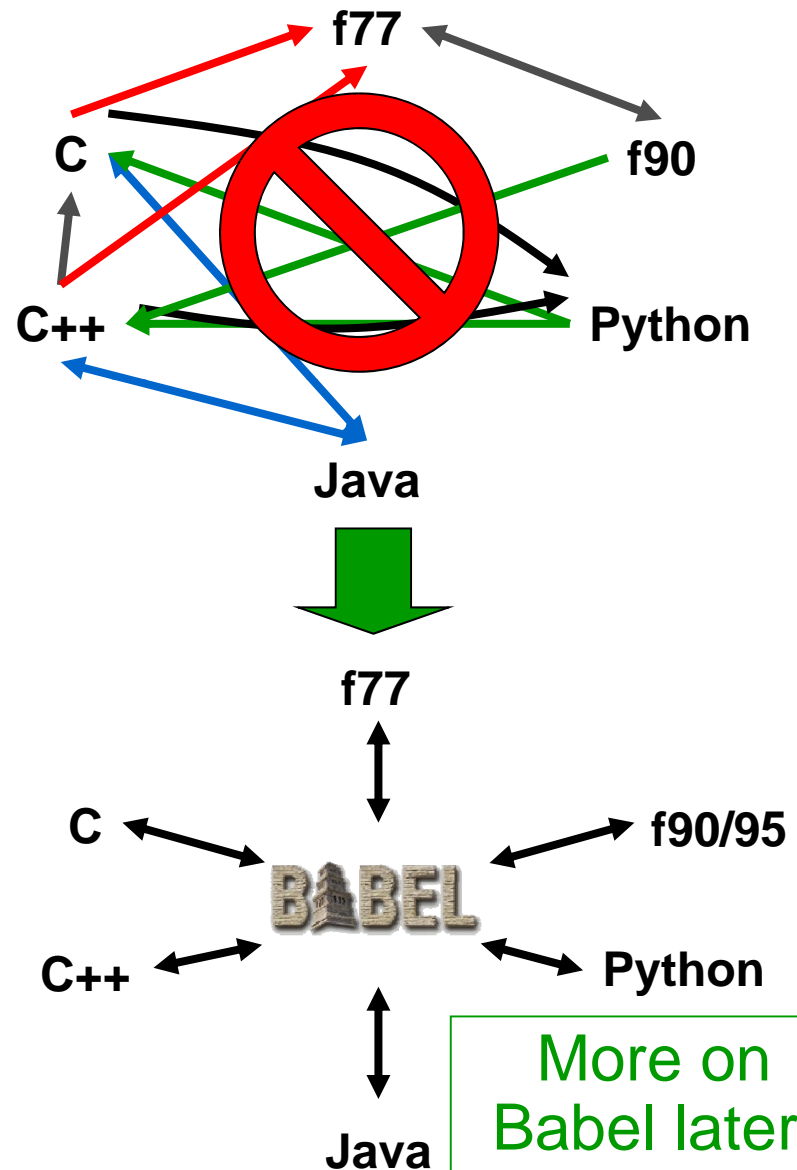 f77
C
f90
C++
Python
Java
f77
C
f90/95
BABEL
C++
Python
Java
More on
Babel later